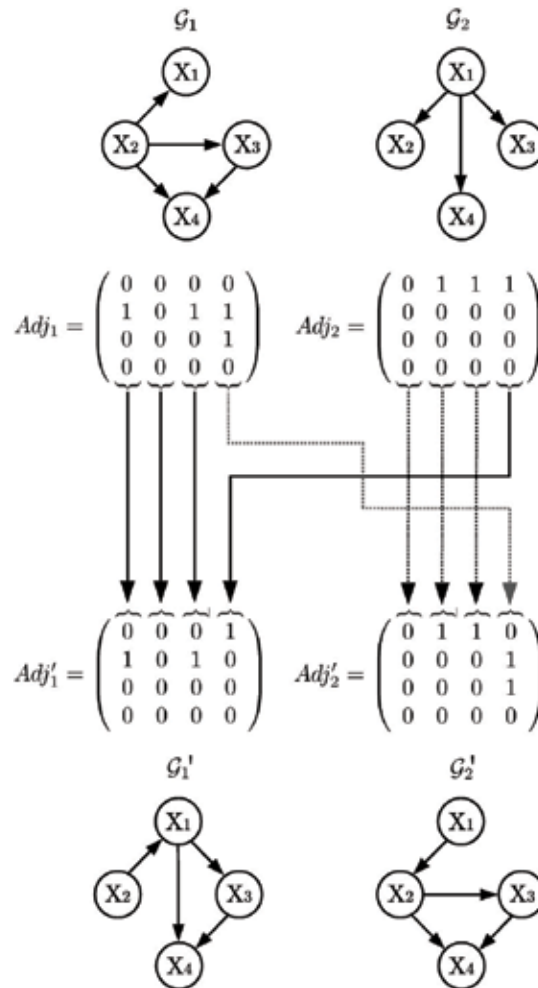 G₁ G₂
X₁ X₁
X₂ X₃ X₂ X₃
X₄ X₄
0 0 0 0 0 1 1 1
Adj₁ = 1 0 1 1 Adj₂ = 0 0 0 0
0 0 0 1 0 0 0 0
0 0 0 0 0 0 0 0
0 0 0 1 0 1 1 0
Adj₁′ = 1 0 1 0 Adj₂′ = 0 0 0 1
0 0 0 0 0 0 0 1
0 0 0 0 0 0 0 0
G₁' G₂'
X₁ X₁
X₂ X₃ X₂ X₃
X₄ X₄